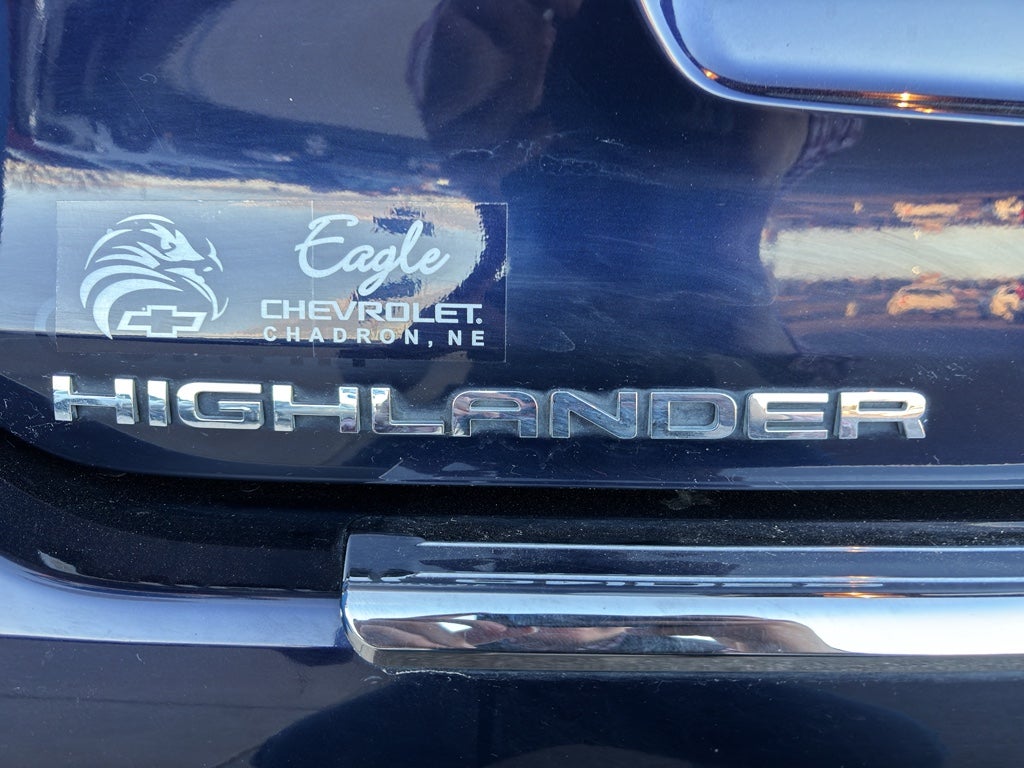 Eagle
CHEVROLET.
CHADRON, NE
HIGHLANDER